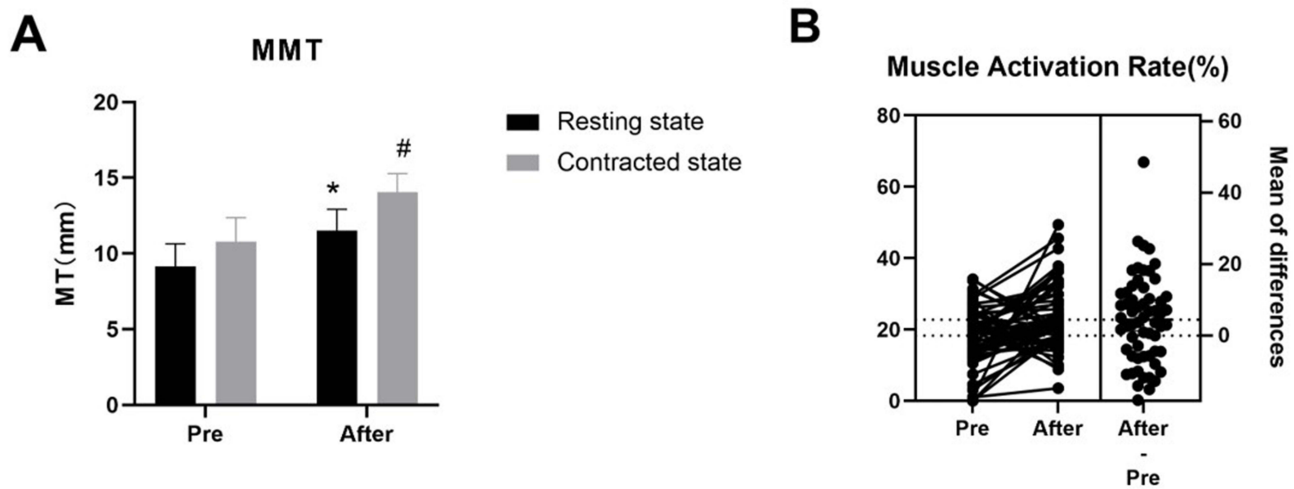 A
MMT
20
15
10
5
0
MT(mm)
*
#
Pre
After
Resting state
Contracted state
B
Muscle Activation Rate(%)
80
60
40
20
0
60
40
20
0
Mean of differences
Pre
After
After
-
Pre